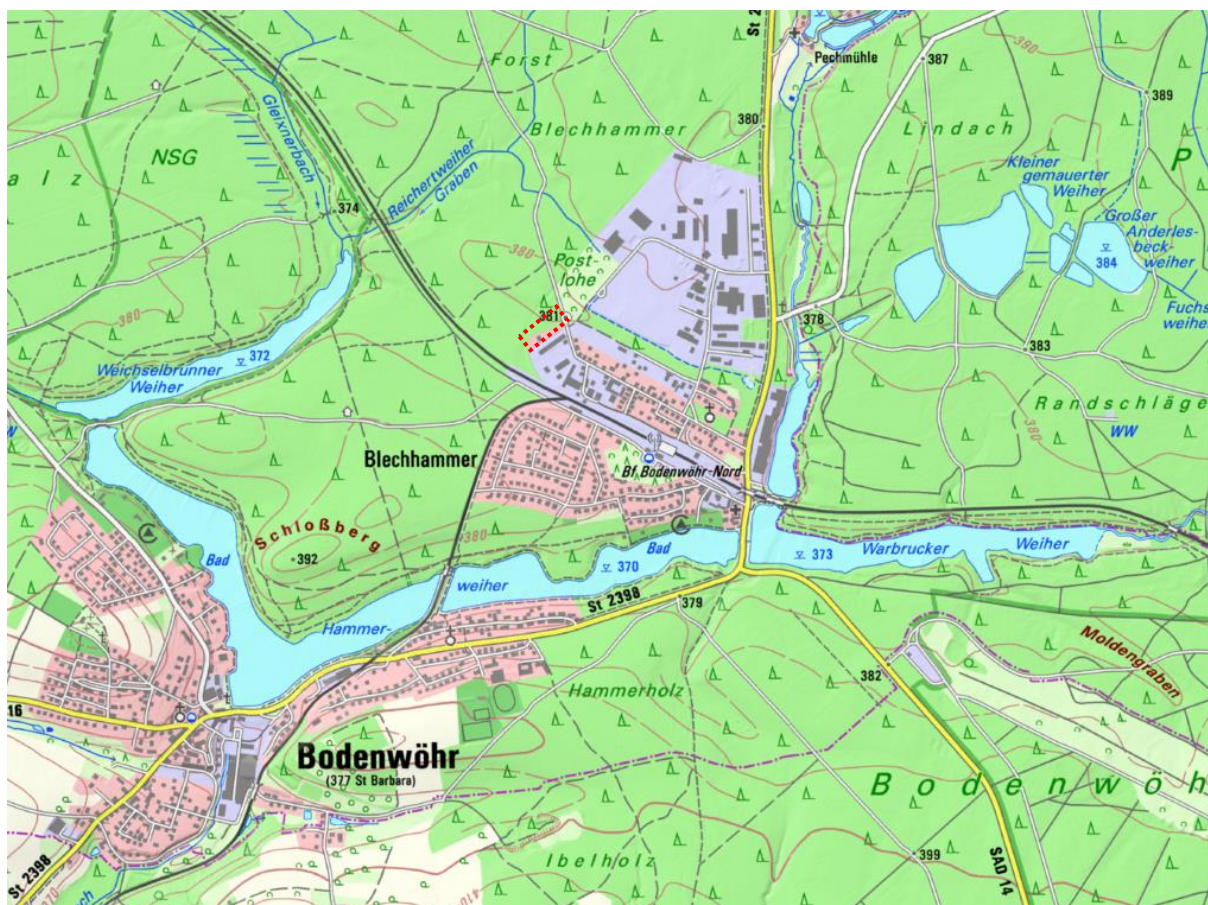 St 2
Pechmühle
387
380
389
Forst
Gleixnerbach
Blechhammer
380
Lindach
P
NSG
Kleiner
gemauerter
Weiher
alz
Reichertweiher
Graben
374
Großer
Anderles-
beck-
weiher
384
380
Post-
lohe
Fuchs
weiher
381
378
380
372
Weichselbrunner
Weiher
383
Randschläge
380
WW
W
Blechhammer
Bf. Bodenwöhr-Nord
380
Schloßberg
392
Bad
Bad
370
373
Warbrucker
Weiher
weiher
Hammer-
St 2398
379
Moldengraben
382
Hammerholz
16
Bodenwöhr
(377 St Barbara)
Bodenwöh
Ibelholz
399
SAD 14
St 2398
370
410
ch